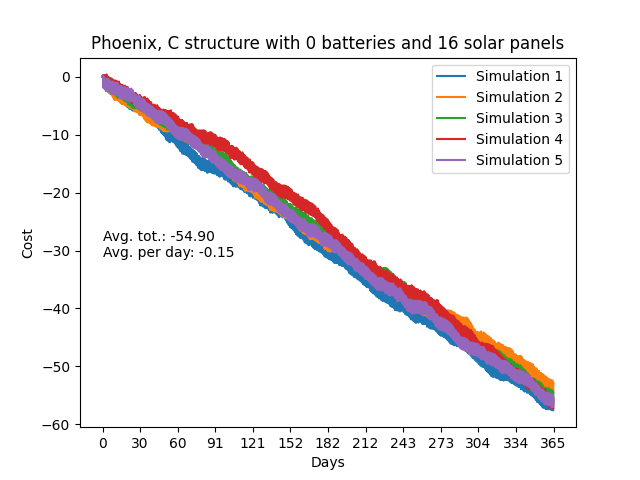 Phoenix, C structure with 0 batteries and 16 solar panels
Simulation 1
Simulation 2
Simulation 3
Simulation 4
Simulation 5
Avg. tot.: -54.90
Avg. per day: -0.15
Cost
0
−10
−20
−30
−40
−50
−60
0 30 60 91 121 152 182 212 243 273 304 334 365
Days